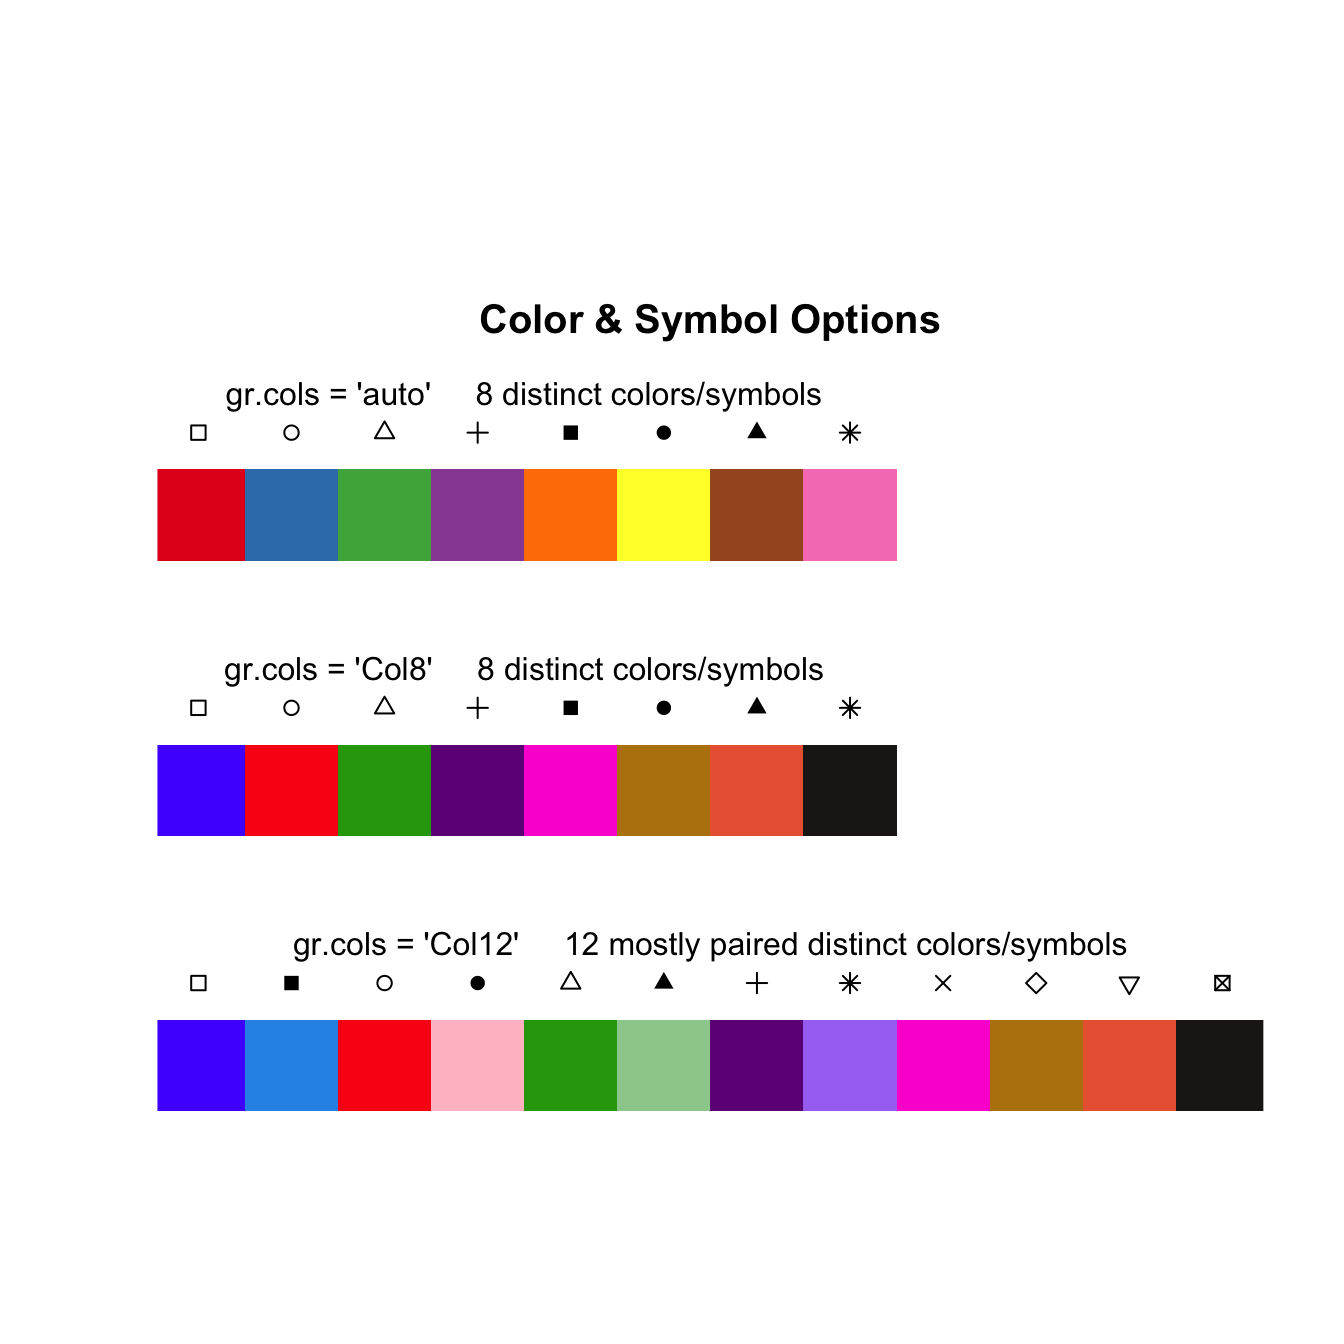 Color & Symbol Options
gr.cols = 'auto' 8 distinct colors/symbols
gr.cols = 'Col8' 8 distinct colors/symbols
gr.cols = 'Col12' 12 mostly paired distinct colors/symbols